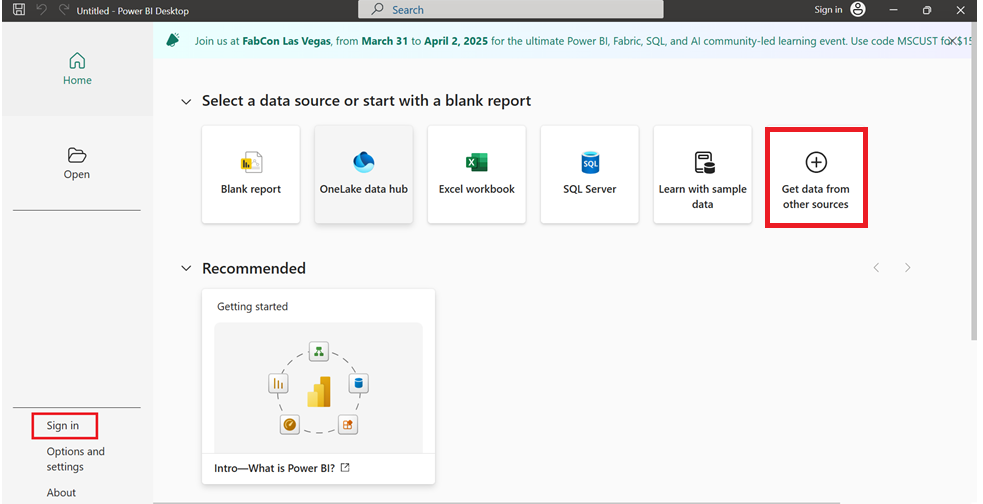 Untitled - Power BI Desktop
Search
Sign in
Join us at FabCon Las Vegas, from March 31 to April 2, 2025 for the ultimate Power BI, Fabric, SQL, and AI community-led learning event. Use code MSCUST for $15
Home
Open
Select a data source or start with a blank report
Blank report
OneLake data hub
Excel workbook
SQL
SQL Server
Learn with sample
data
Get data from
other sources
Recommended
Getting started
Intro—What is Power BI?
Sign in
Options and
settings
About